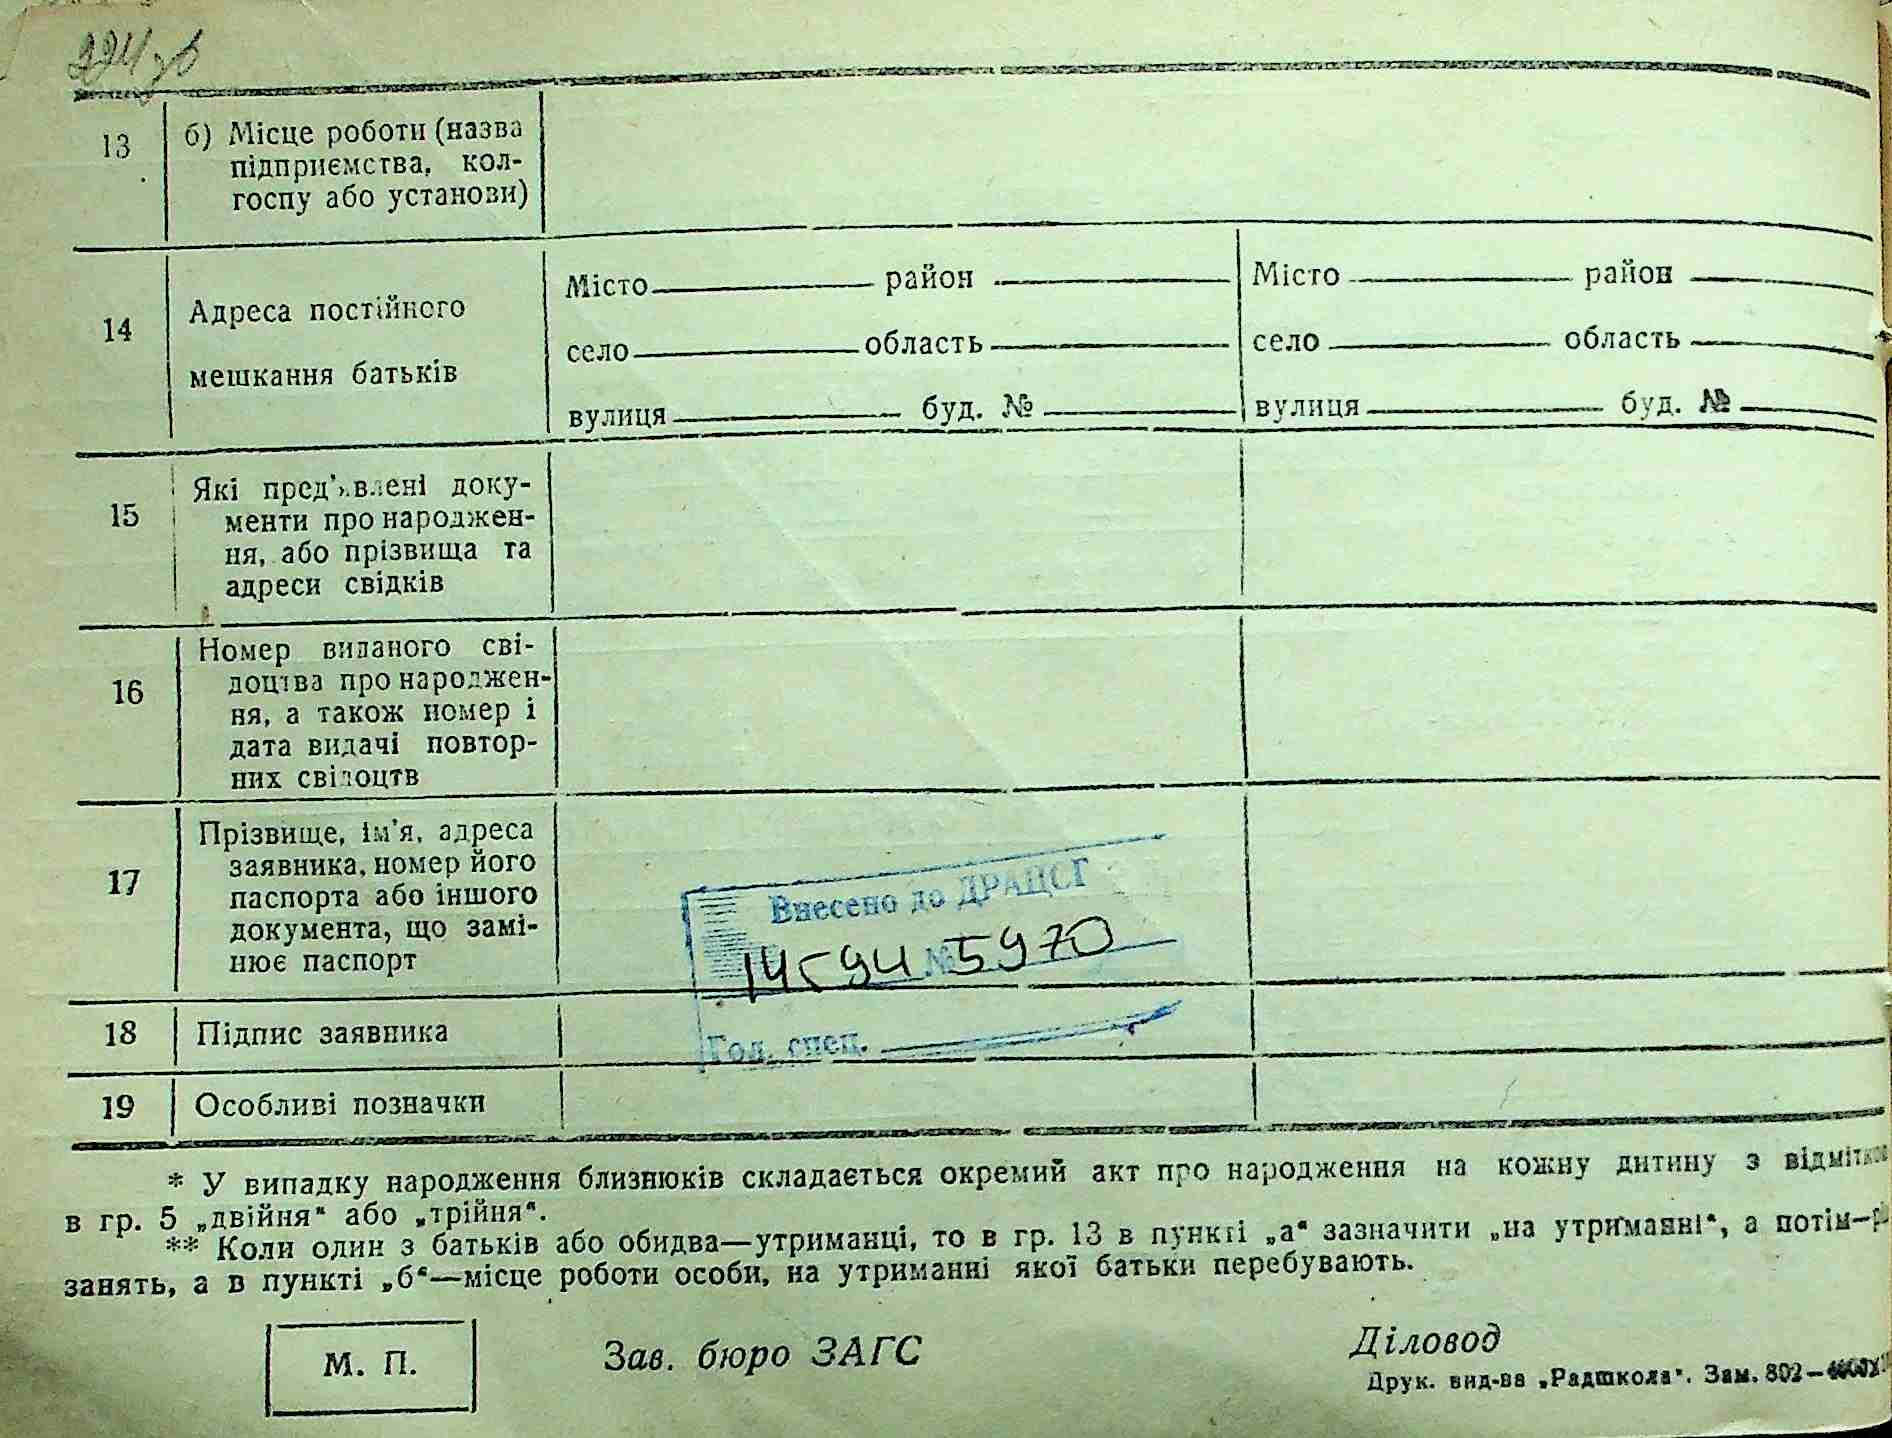 224 зв
13
б) Місце роботи (назва
підприємства, кол-
госпу або установи)
14
Адреса постійного
мешкання батьків
Місто район
село область
вулиця буд. №
Місто район
село область
вулиця буд. №
15
Які пред'явлені доку-
менти про народжен-
ня, або прізвища та
адреси свідків
16
Номер виданого сві-
доцтва про народжен-
ня, а також номер і
дата видачі повтор-
них свідоцтв
17
Прізвище, ім'я, адреса
заявника, номер його
паспорта або іншого
документа, що замі-
нює паспорт
Внесено до ДРАЦСГ
№ 5970
Гол. спец.
18
Підпис заявника
19
Особливі позначки
* У випадку народження близнюків складається окремий акт про народження на кожну дитину з
в гр. 5 „двійня“ або „трійня“.
** Коли один з батьків або обидва—утриманці, то в гр. 13 в пункті „а“ зазначити „на утриманні“, а потім—
занять, а в пункті „б“—місце роботи особи, на утриманні якої батьки перебувають.
М. П.
Зав. бюро ЗАГС
Діловод
Друк. вид-ва „Радшкола“. Зам. 802—